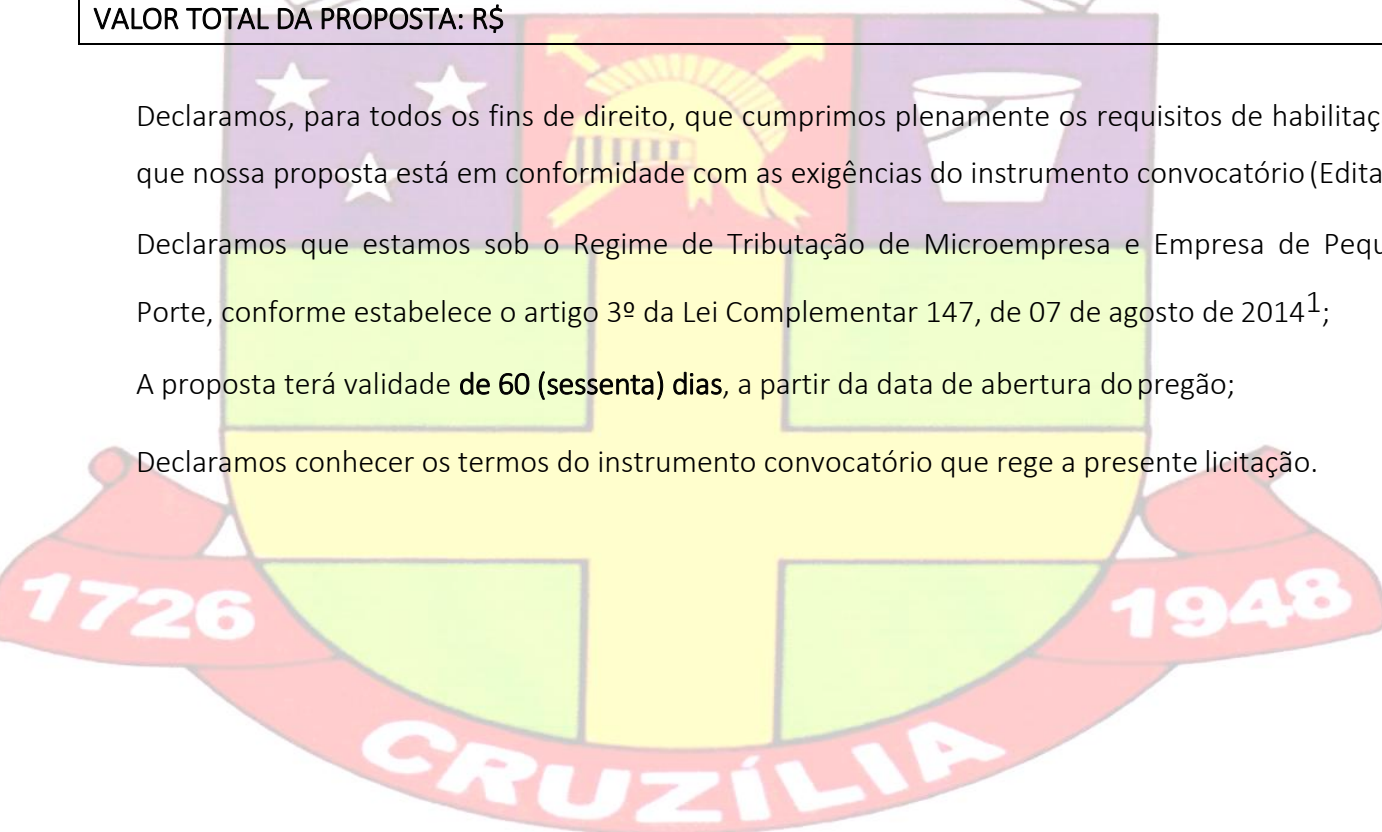 VALOR TOTAL DA PROPOSTA: R$
Declaramos, para todos os fins de direito, que cumprimos plenamente os requisitos de habilitaç
que nossa proposta está em conformidade com as exigências do instrumento convocatório (Edita
Declaramos que estamos sob o Regime de Tributação de Microempresa e Empresa de Pequ
Porte, conforme estabelece o artigo 3º da Lei Complementar 147, de 07 de agosto de 2014¹;
A proposta terá validade de 60 (sessenta) dias, a partir da data de abertura do pregão;
Declaramos conhecer os termos do instrumento convocatório que rege a presente licitação.
1726
1948
CRUZÍLIA